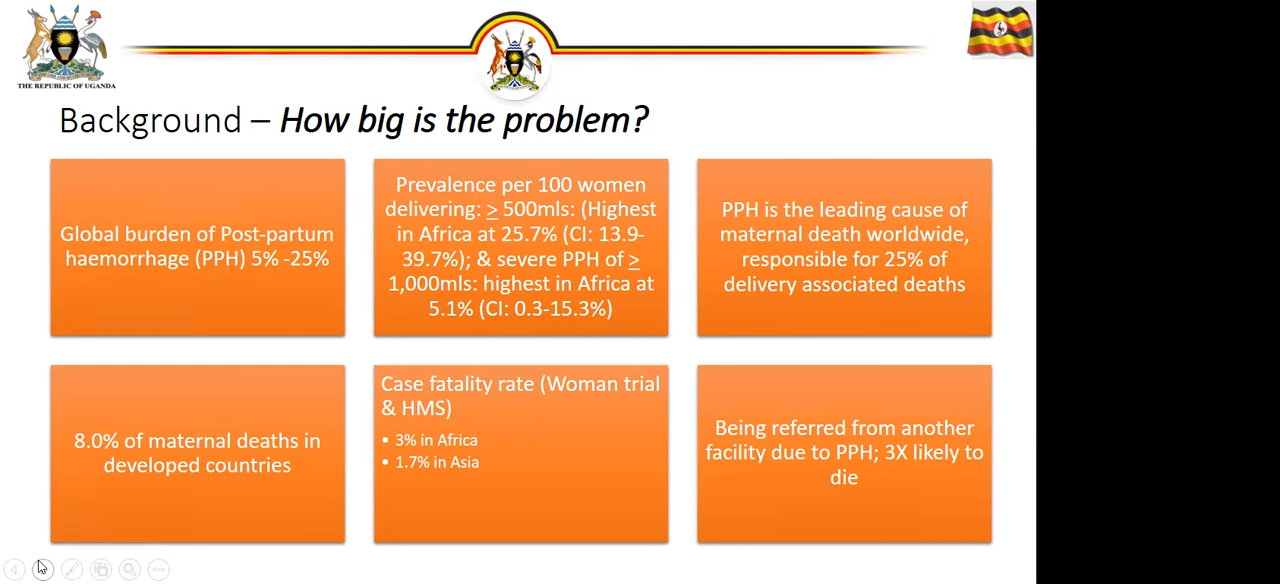 THE REPUBLIC OF UGANDA
Background – How big is the problem?
Global burden of Post-partum
haemorrhage (PPH) 5% -25%
Prevalence per 100 women
delivering: ≥ 500mls: (Highest
in Africa at 25.7% (CI: 13.9-
39.7%); & severe PPH of ≥
1,000mls: highest in Africa at
5.1% (CI: 0.3-15.3%)
PPH is the leading cause of
maternal death worldwide,
responsible for 25% of
delivery associated deaths
8.0% of maternal deaths in
developed countries
Case fatality rate (Woman trial
& HMS)
• 3% in Africa
• 1.7% in Asia
Being referred from another
facility due to PPH; 3X likely to
die